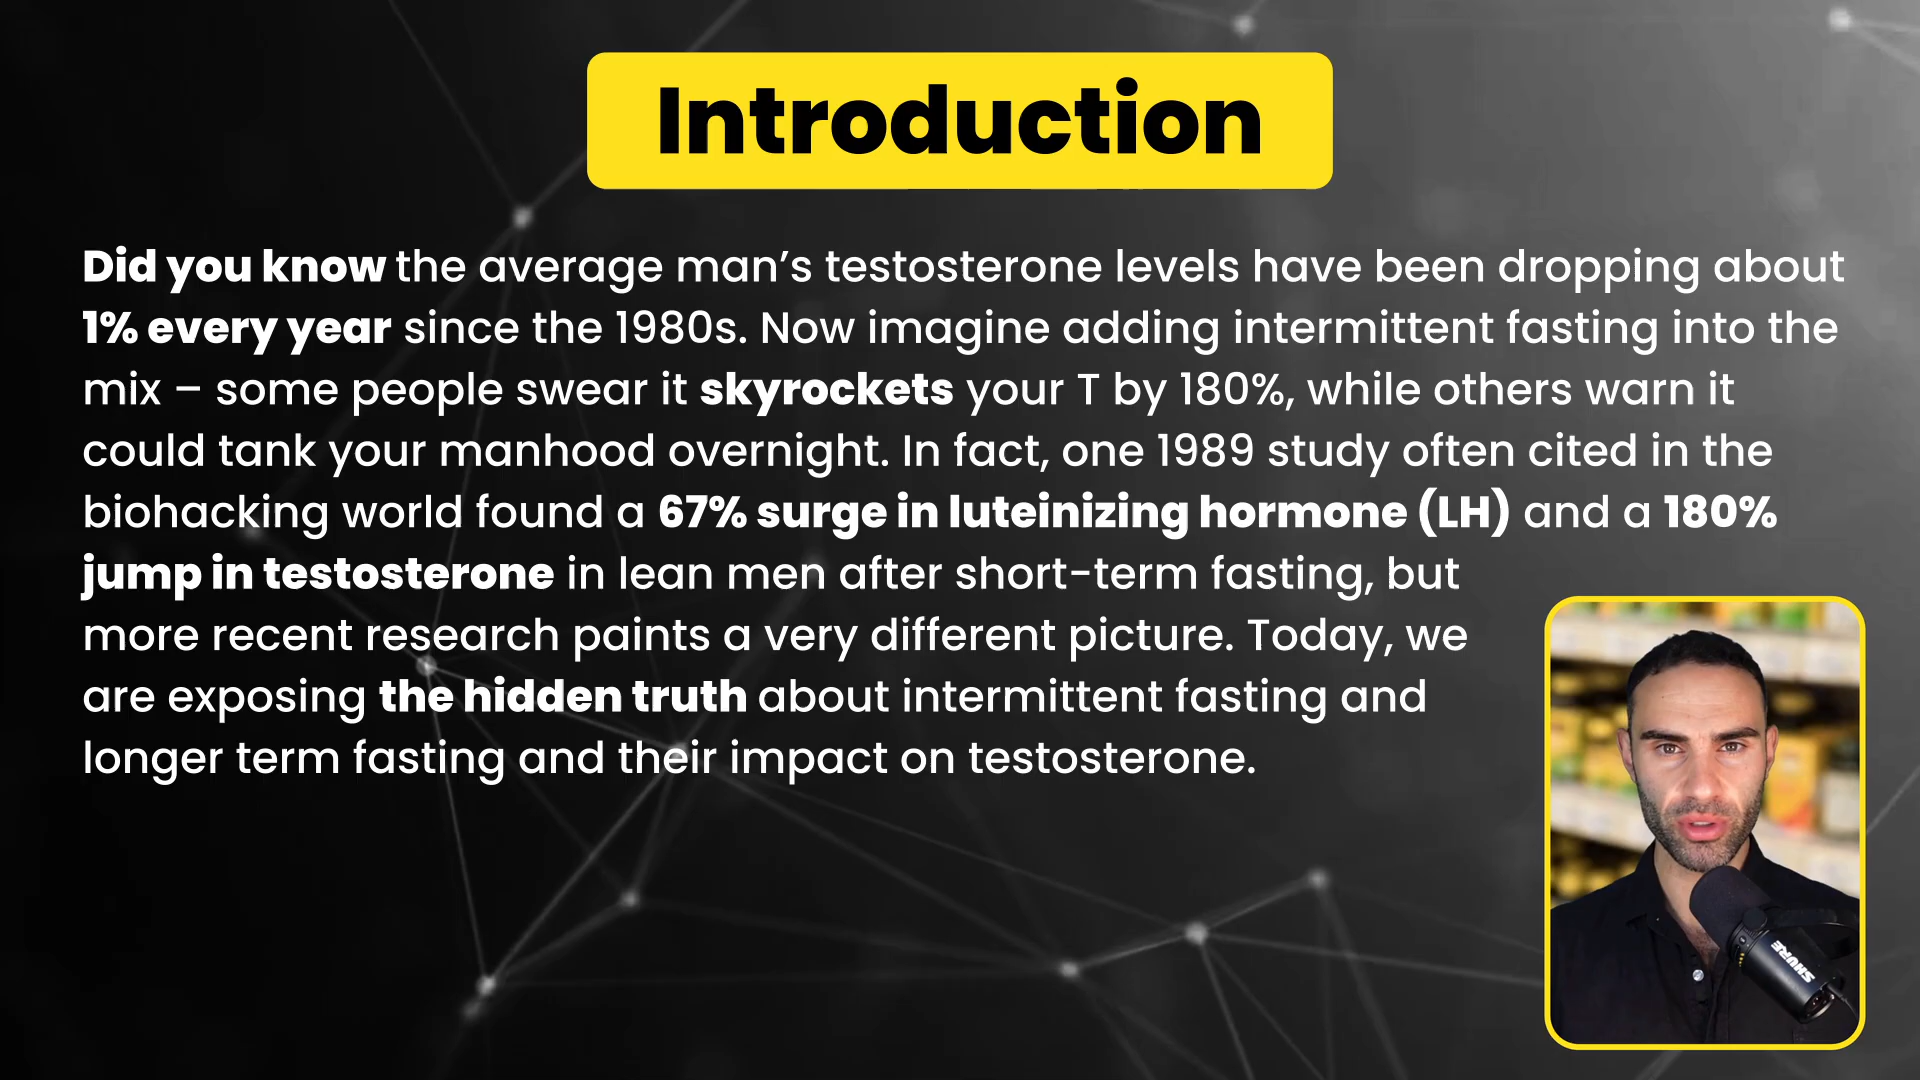 Introduction
Did you know the average man’s testosterone levels have been dropping about
1% every year since the 1980s. Now imagine adding intermittent fasting into the
mix – some people swear it skyrockets your T by 180%, while others warn it
could tank your manhood overnight. In fact, one 1989 study often cited in the
biohacking world found a 67% surge in luteinizing hormone (LH) and a 180%
jump in testosterone in lean men after short-term fasting, but
more recent research paints a very different picture. Today, we
are exposing the hidden truth about intermittent fasting and
longer term fasting and their impact on testosterone.
SHURE